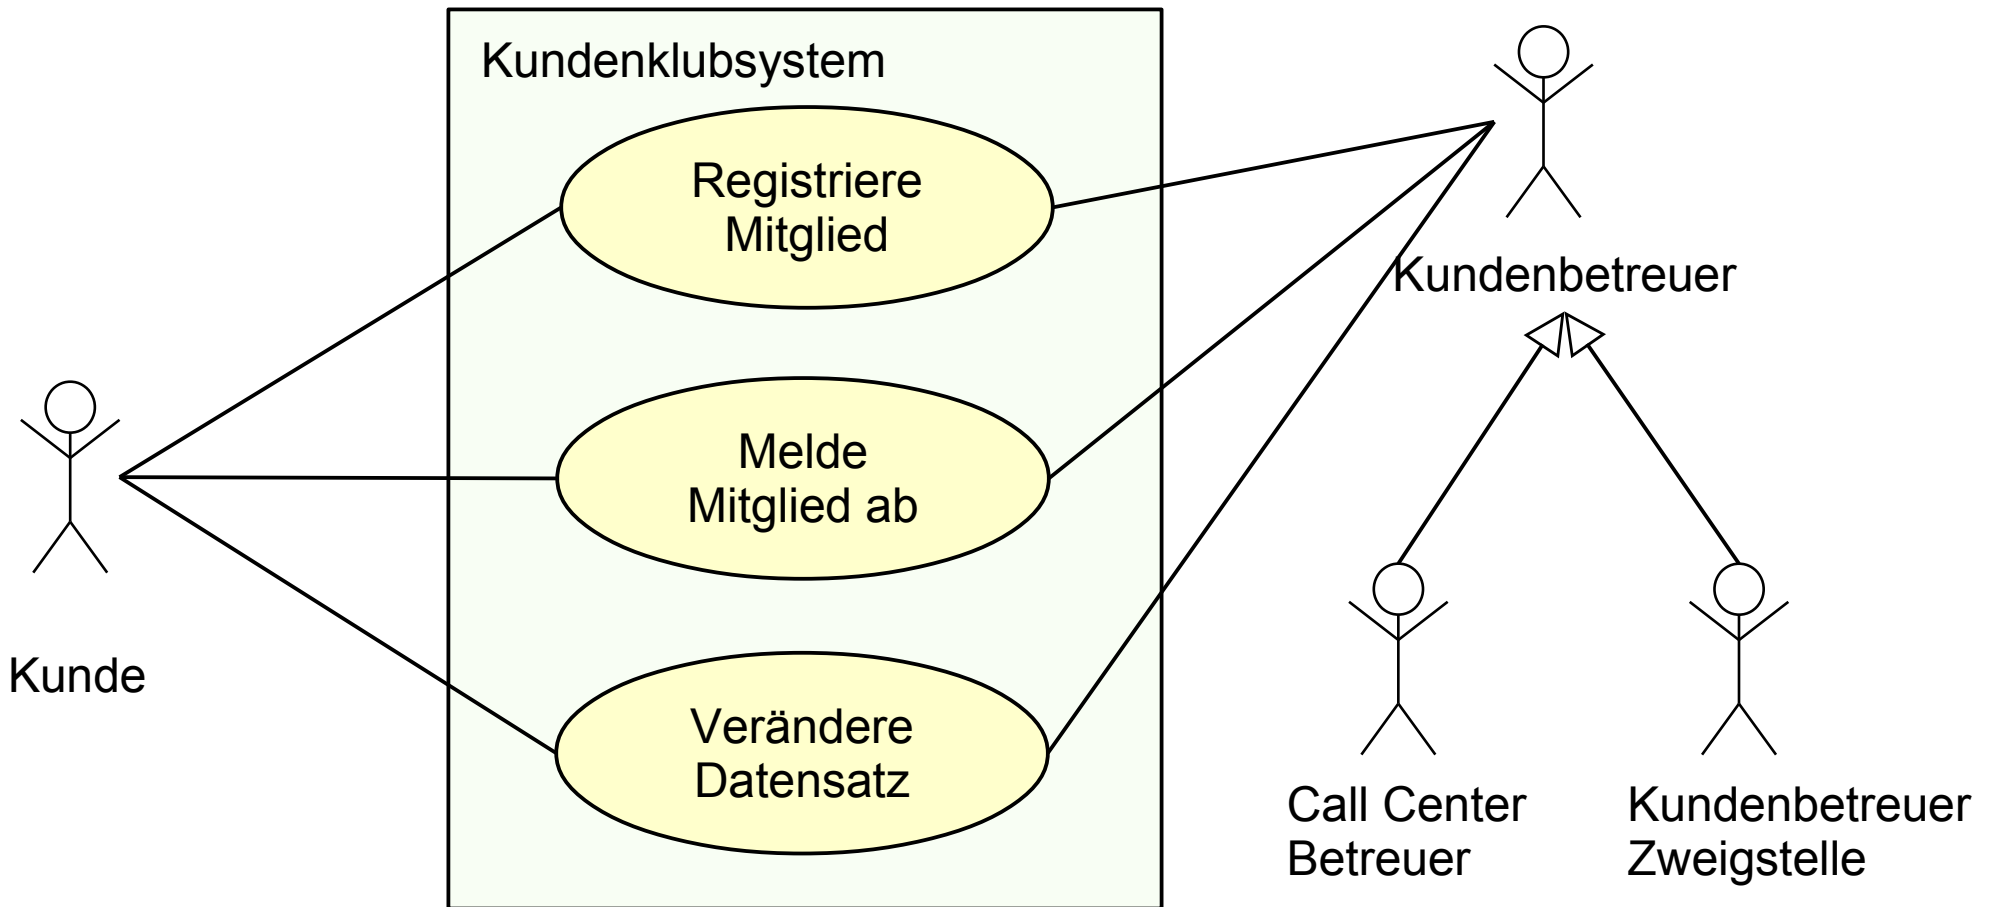 Kundenklubsystem
Registriere
Mitglied
Kundenbetreuer
Melde
Mitglied ab
Kunde
Verändere
Datensatz
Call Center
Betreuer
Kundenbetreuer
Zweigstelle